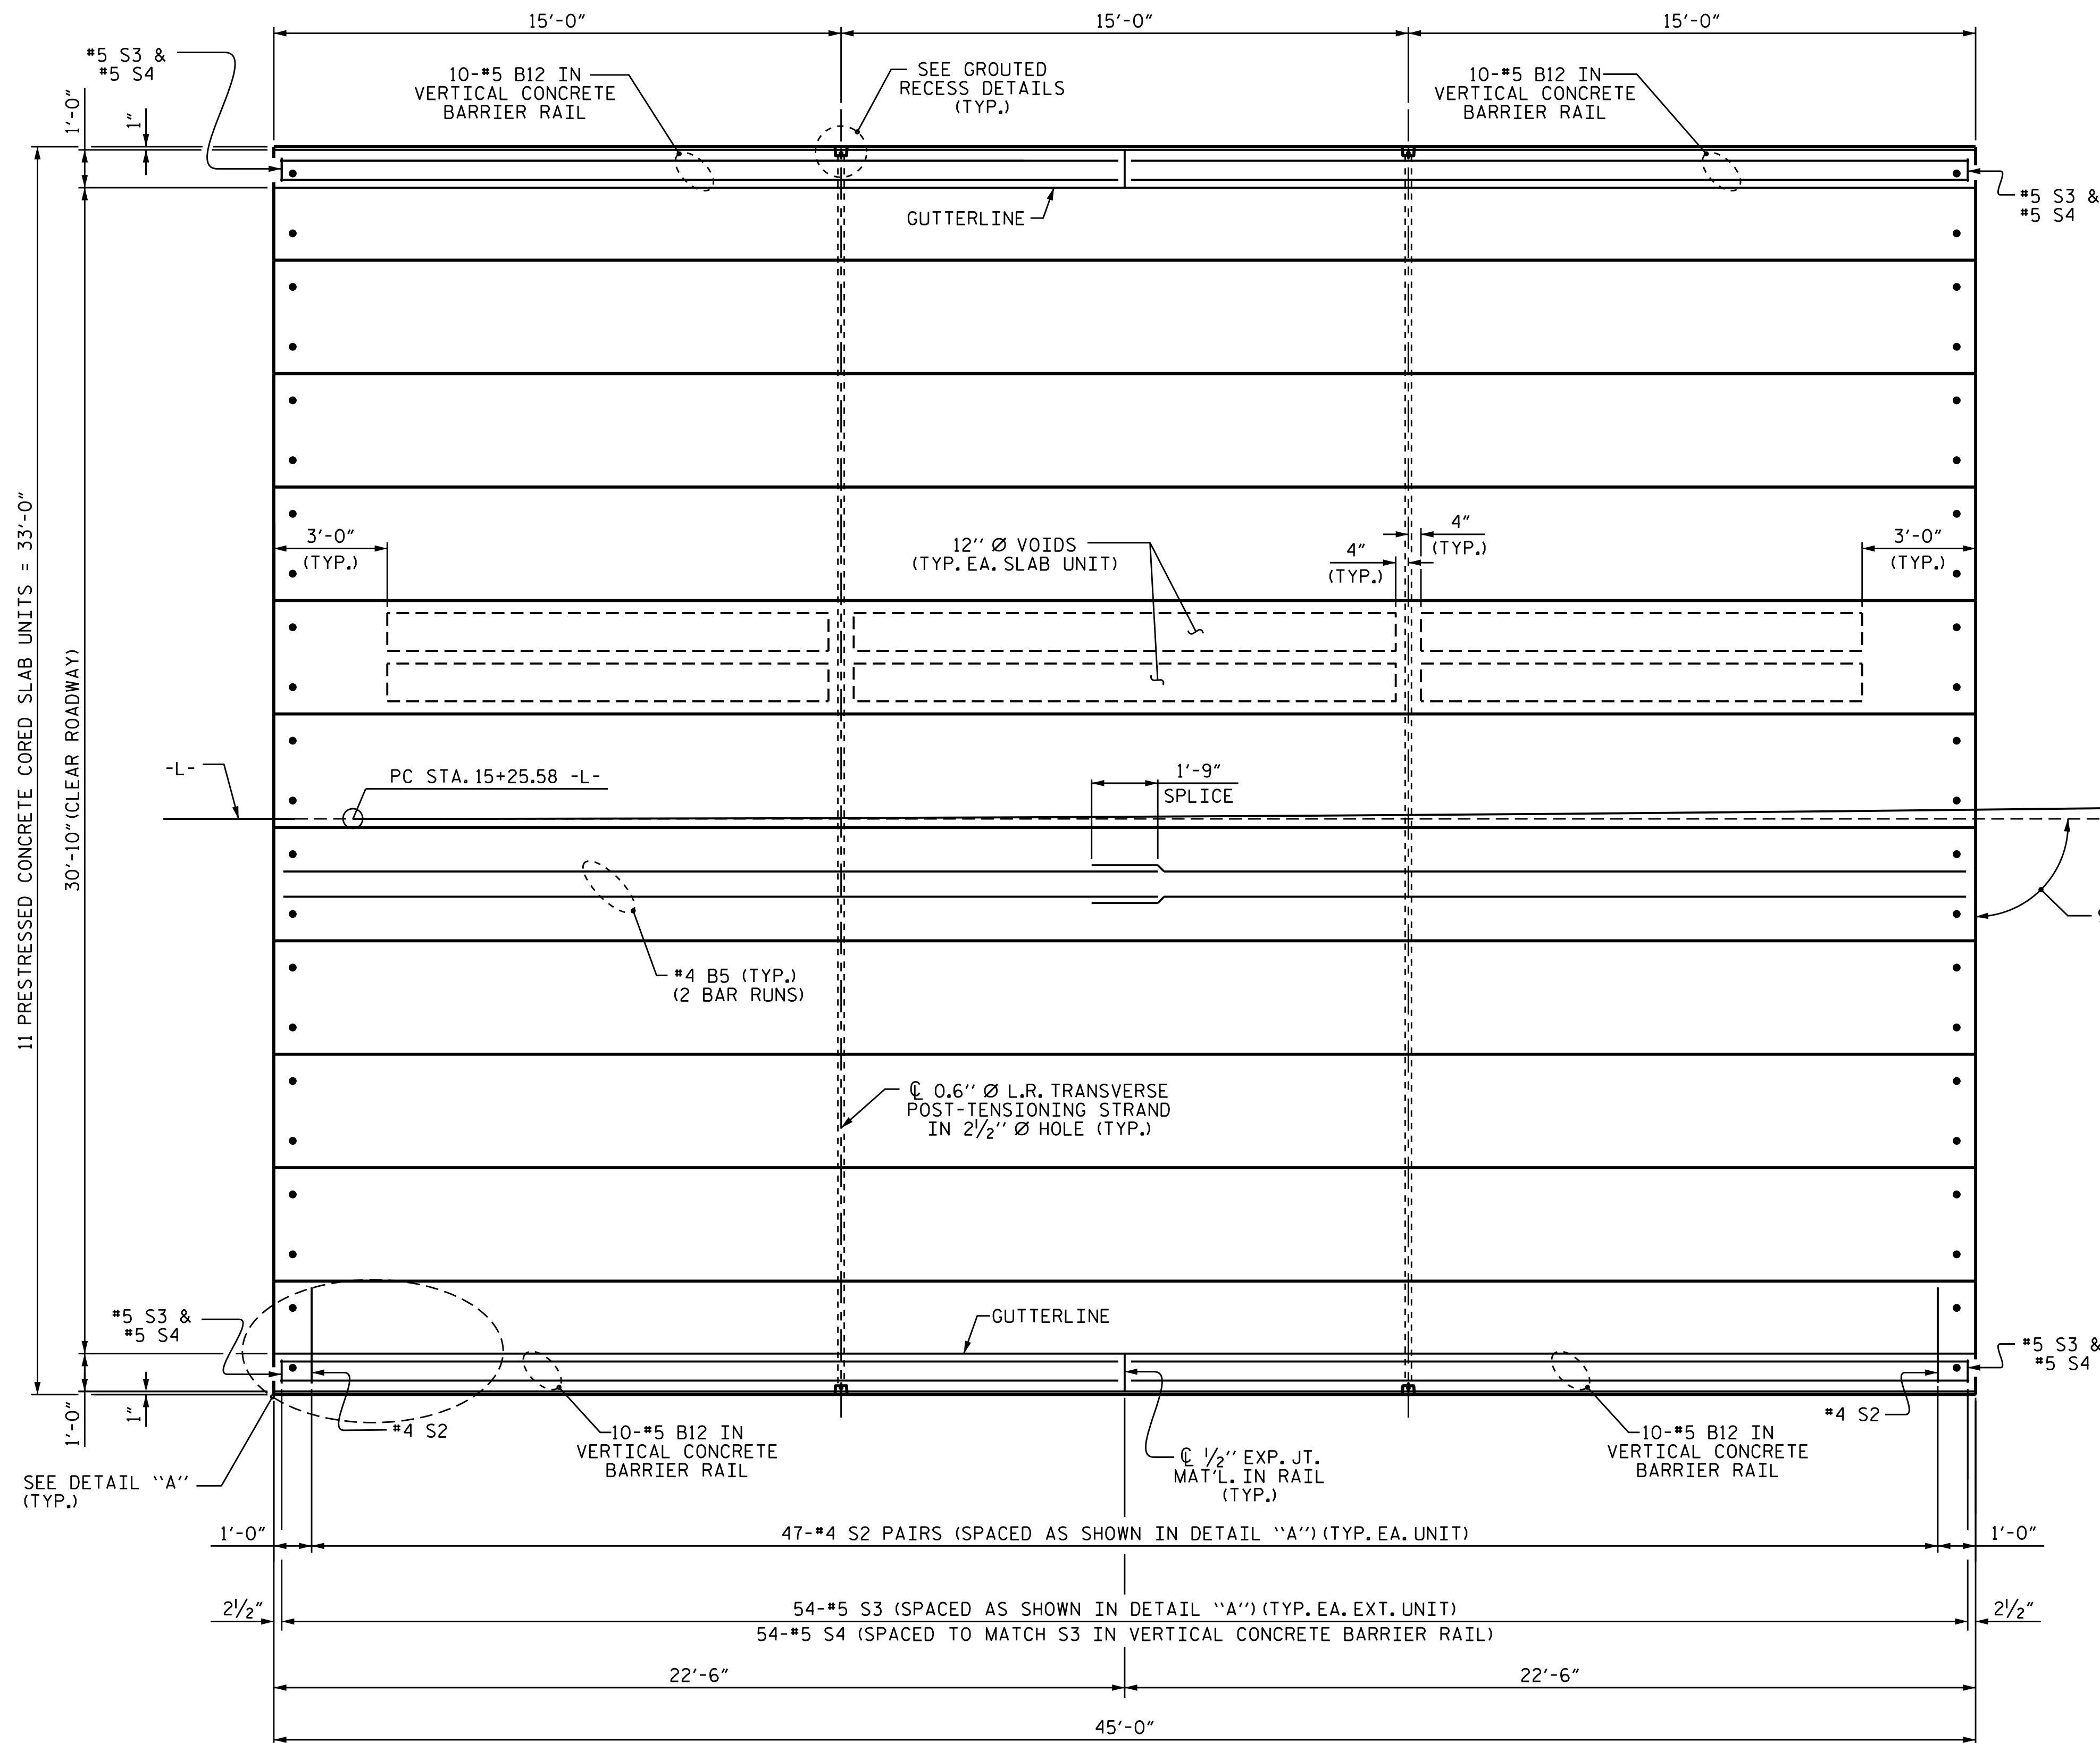 15'-0"
15'-0"
15'-0"
#5 S3 &
#5 S4
10-#5 B12 IN
VERTICAL CONCRETE
BARRIER RAIL
SEE GROUTED
RECESS DETAILS
(TYP.)
10-#5 B12 IN
VERTICAL CONCRETE
BARRIER RAIL
1'-0"
1"
#5 S3 &
#5 S4
GUTTERLINE
11 PRESTRESSED CONCRETE CORED SLAB UNITS = 33'-0"
30'-10" (CLEAR ROADWAY)
3'-0"
(TYP.)
12'' Ø VOIDS
(TYP. EA. SLAB UNIT)
4"
(TYP.)
4"
(TYP.)
3'-0"
(TYP.)
-L-
PC STA. 15+25.58 -L-
1'-9"
SPLICE
#4 B5 (TYP.)
(2 BAR RUNS)
℄ 0.6'' Ø L.R. TRANSVERSE
POST-TENSIONING STRAND
IN 2½'' Ø HOLE (TYP.)
#5 S3 &
#5 S4
GUTTERLINE
#5 S3 &
#5 S4
1'-0"
1"
#4 S2
10-#5 B12 IN
VERTICAL CONCRETE
BARRIER RAIL
℄ ½'' EXP. JT.
MAT'L. IN RAIL
(TYP.)
#4 S2
10-#5 B12 IN
VERTICAL CONCRETE
BARRIER RAIL
SEE DETAIL ‘‘A’’
(TYP.)
1'-0"
47-#4 S2 PAIRS (SPACED AS SHOWN IN DETAIL ‘‘A’’) (TYP. EA. UNIT)
1'-0"
2½"
54-#5 S3 (SPACED AS SHOWN IN DETAIL ‘‘A’’) (TYP. EA. EXT. UNIT)
54-#5 S4 (SPACED TO MATCH S3 IN VERTICAL CONCRETE BARRIER RAIL)
2½"
22'-6"
22'-6"
45'-0"